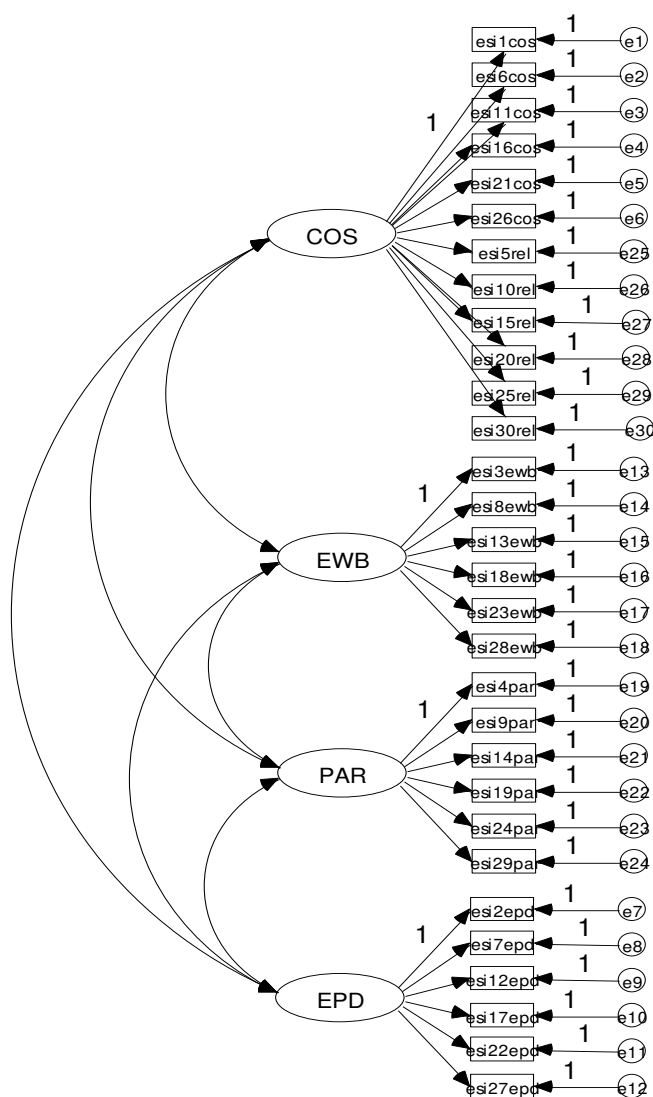 esi1cos 1 e1
esi6cos 1 e2
esi11cos 1 e3
1
esi16cos 1 e4
esi21cos 1 e5
esi26cos 1 e6
COS
esi5rel 1 e25
esi10rel 1 e26
esi15rel 1 e27
esi20rel 1 e28
esi25rel 1 e29
esi30rel 1 e30
esi3ewb 1 e13
1
esi8ewb 1 e14
esi13ewb 1 e15
EWB
esi18ewb 1 e16
esi23ewb 1 e17
esi28ewb 1 e18
esi4par 1 e19
1
esi9par 1 e20
esi14pa 1 e21
PAR
esi19pa 1 e22
esi24pa 1 e23
esi29pa 1 e24
esi2epd 1 e7
1
esi7epd 1 e8
esi12epd 1 e9
EPD
esi17epd 1 e10
esi22epd 1 e11
esi27epd 1 e12